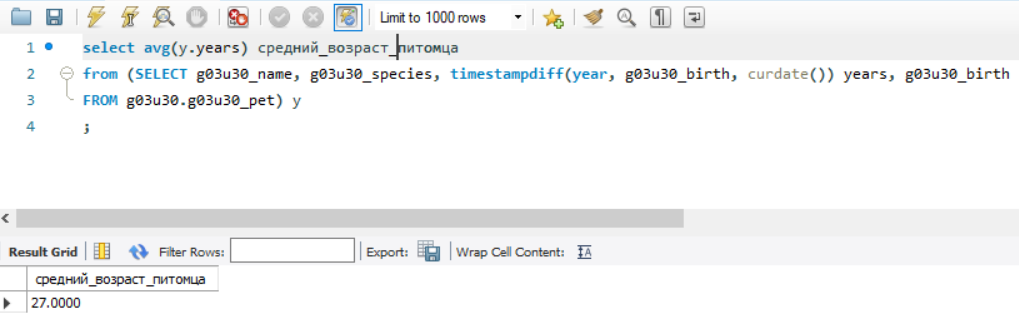 Limit to 1000 rows
1 select avg(y.years) средний_возраст_питомца
2 from (SELECT g03u30_name, g03u30_species, timestampdiff(year, g03u30_birth, curdate()) years, g03u30_birth
3 FROM g03u30.g03u30_pet) y
4 ;
Result Grid Filter Rows: Export: Wrap Cell Content:
средний_возраст_питомца
27.0000